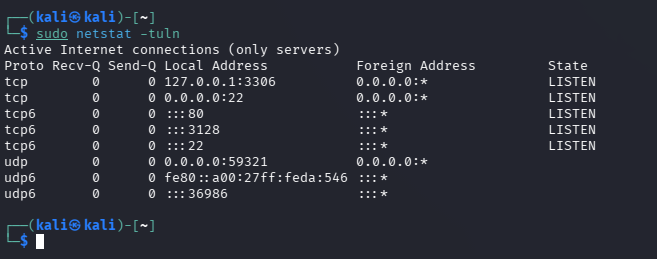 ┌──(kali㉿kali)-[~]
└─$ sudo netstat -tuln
Active Internet connections (only servers)
Proto Recv-Q Send-Q Local Address           Foreign Address         State
tcp        0      0 127.0.0.1:3306          0.0.0.0:*               LISTEN
tcp        0      0 0.0.0.0:22              0.0.0.0:*               LISTEN
tcp6       0      0 :::80                   :::*                    LISTEN
tcp6       0      0 :::3128                 :::*                    LISTEN
tcp6       0      0 :::22                   :::*                    LISTEN
udp        0      0 0.0.0.0:59321           0.0.0.0:*
udp6       0      0 fe80::a00:27ff:feda:546 :::*
udp6       0      0 :::36986                :::*
┌──(kali㉿kali)-[~]
└─$